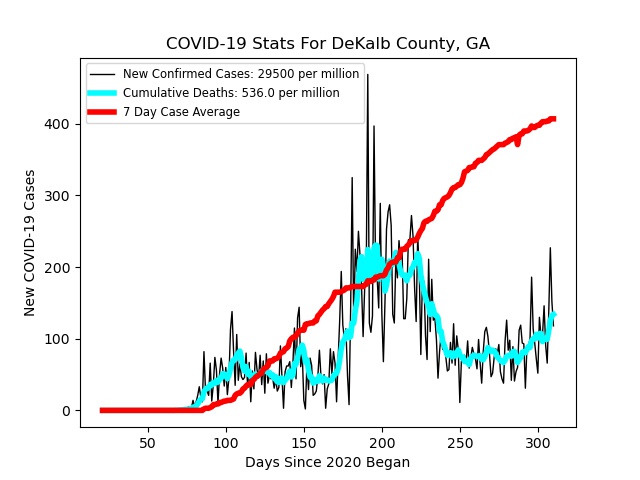 COVID-19 Stats For DeKalb County, GA
New Confirmed Cases: 29500 per million
Cumulative Deaths: 536.0 per million
7 Day Case Average
New COVID-19 Cases
400
300
200
100
0
50
100
150
200
250
300
Days Since 2020 Began